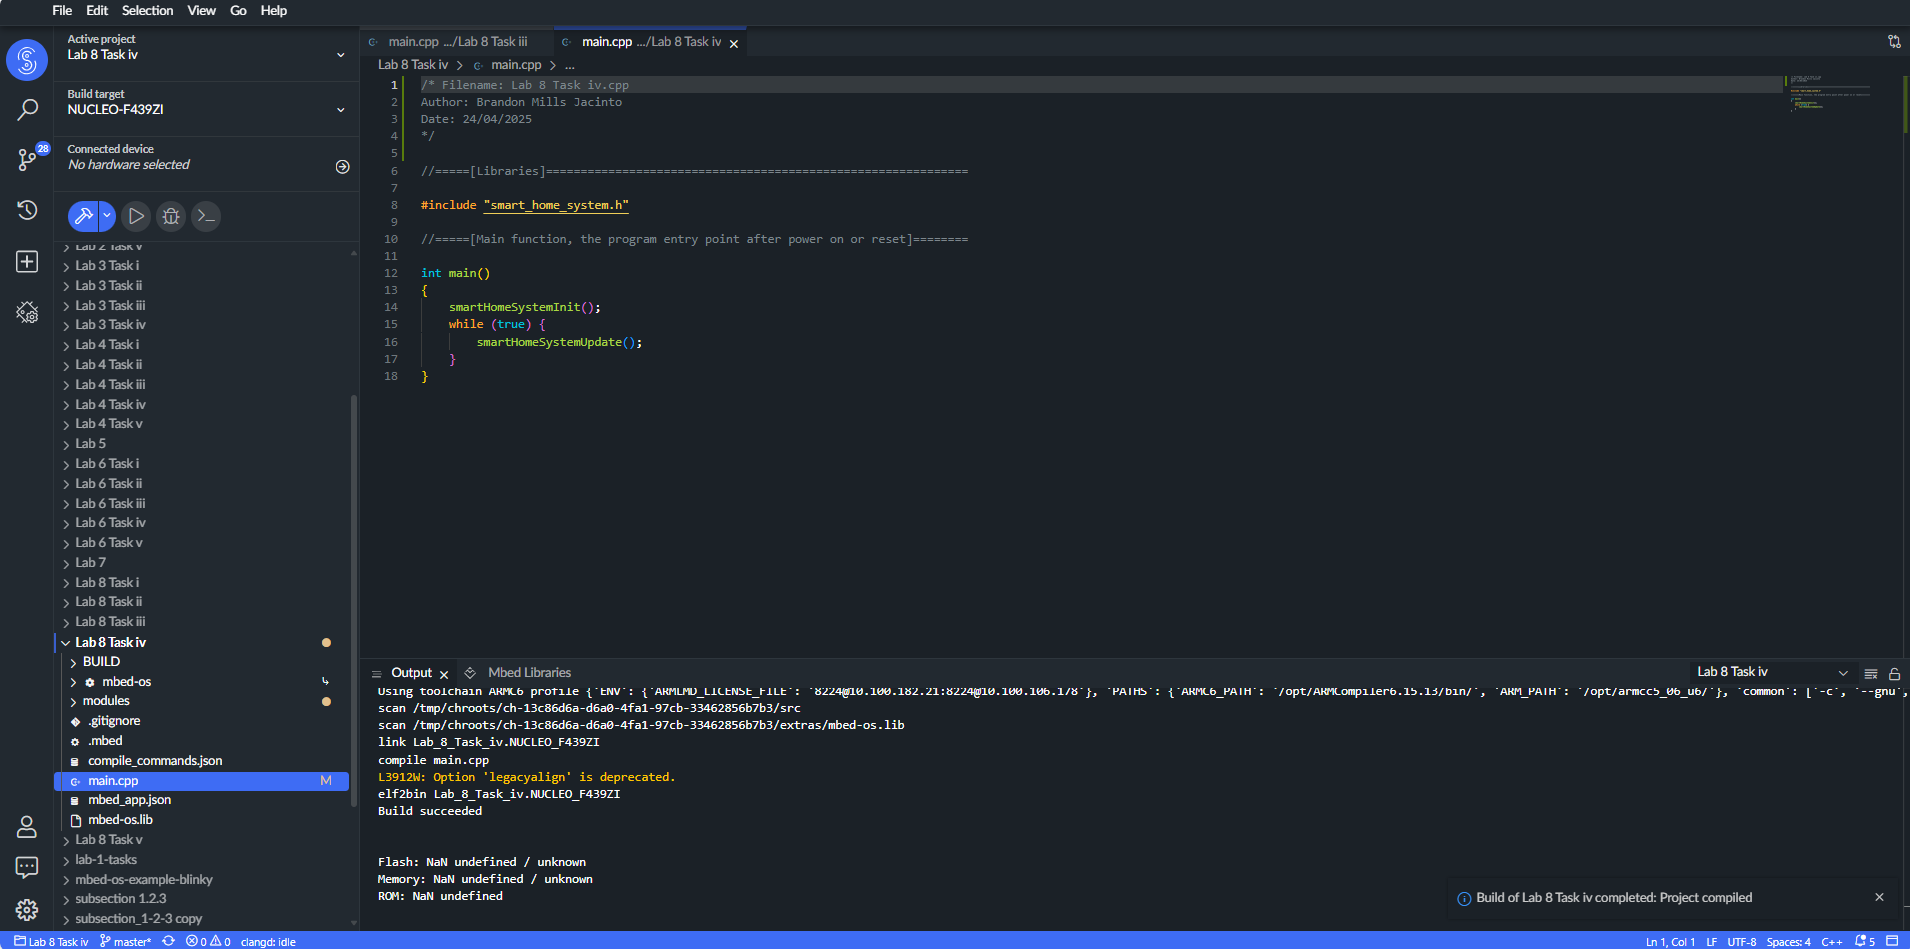 File Edit Selection View Go Help
Active project
Lab 8 Task iv
Build target
NUCLEO-F439ZI
Connected device
No hardware selected
28
Lab 2 Task v
Lab 3 Task i
Lab 3 Task ii
Lab 3 Task iii
Lab 3 Task iv
Lab 4 Task i
Lab 4 Task ii
Lab 4 Task iii
Lab 4 Task iv
Lab 4 Task v
Lab 5
Lab 6 Task i
Lab 6 Task ii
Lab 6 Task iii
Lab 6 Task iv
Lab 6 Task v
Lab 7
Lab 8 Task i
Lab 8 Task ii
Lab 8 Task iii
Lab 8 Task iv
BUILD
mbed-os
modules
.gitignore
.mbed
compile_commands.json
main.cpp M
mbed_app.json
mbed-os.lib
Lab 8 Task v
lab-1-tasks
mbed-os-example-blinky
subsection 1.2.3
subsection_1-2-3 copy
main.cpp .../Lab 8 Task iii main.cpp .../Lab 8 Task iv
Lab 8 Task iv > main.cpp > ...
1 /* Filename: Lab 8 Task iv.cpp
2 Author: Brandon Mills Jacinto
3 Date: 24/04/2025
4 */
5
6 //=====[Libraries]=============================================================
7
8 #include "smart_home_system.h"
9
10 //=====[Main function, the program entry point after power on or reset]========
11
12 int main()
13 {
14 smartHomeSystemInit();
15 while (true) {
16 smartHomeSystemUpdate();
17 }
18 }
Output Mbed Libraries Lab 8 Task iv
Using toolchain ARMC6 profile {'ENV': {'ARMLMD_LICENSE_FILE': '8224@10.100.182.21:8224@10.100.106.178'}, 'PATHS': {'ARMC6_PATH': '/opt/ARMCompiler6.15.13/bin/', 'ARM_PATH': '/opt/armcc5_06_u6/'}, 'common': ['-c', '--gnu',
scan /tmp/chroots/ch-13c86d6a-d6a0-4fa1-97cb-33462856b7b3/src
scan /tmp/chroots/ch-13c86d6a-d6a0-4fa1-97cb-33462856b7b3/extras/mbed-os.lib
link Lab_8_Task_iv.NUCLEO_F439ZI
compile main.cpp
L3912W: Option 'legacyalign' is deprecated.
elf2bin Lab_8_Task_iv.NUCLEO_F439ZI
Build succeeded
Flash: NaN undefined / unknown
Memory: NaN undefined / unknown
ROM: NaN undefined
Build of Lab 8 Task iv completed: Project compiled
Lab 8 Task iv master* 0 0 clangd: idle Ln 1, Col 1 LF UTF-8 Spaces: 4 C++ 5